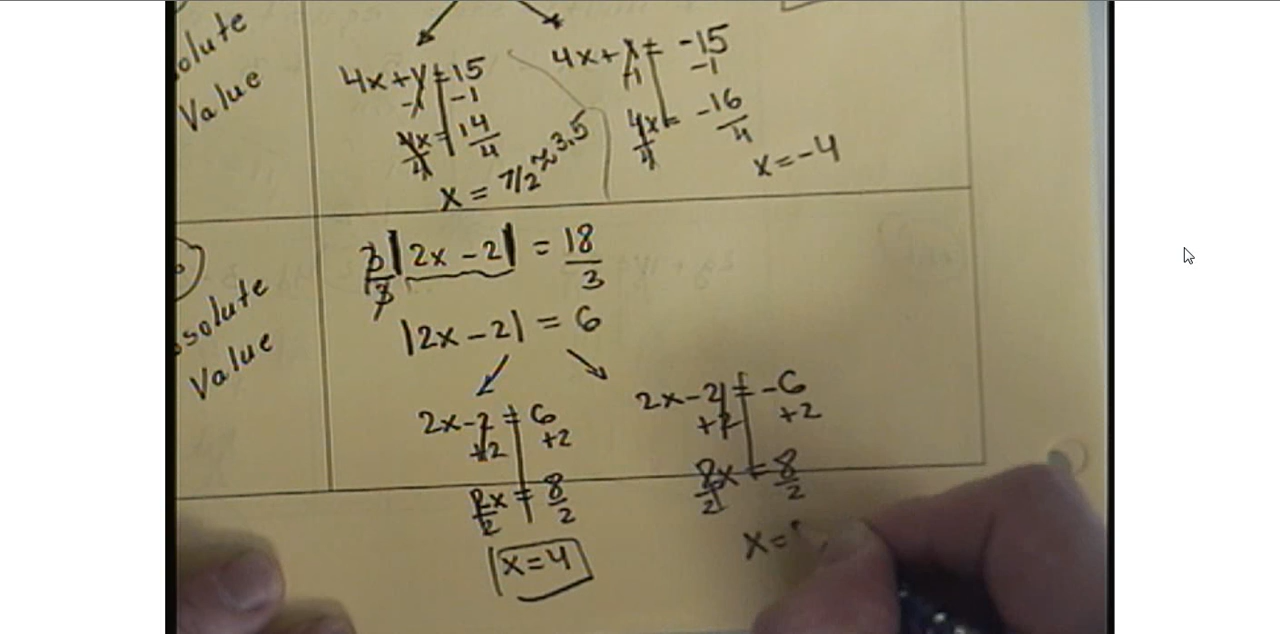 solute
Value
4x+1=15
-1 -1
4x=14
4 4
x = 7/2 ≈ 3.5
4x+1= -15
-1 -1
4x= -16
4 4
x=-4
solute
Value
3|2x-2| = 18
3 3
|2x-2| = 6
2x-2 = 6
+2 +2
2x = 8
2 2
x=4
2x-2 = -6
+2 +2
2x = 8
2 2
x=